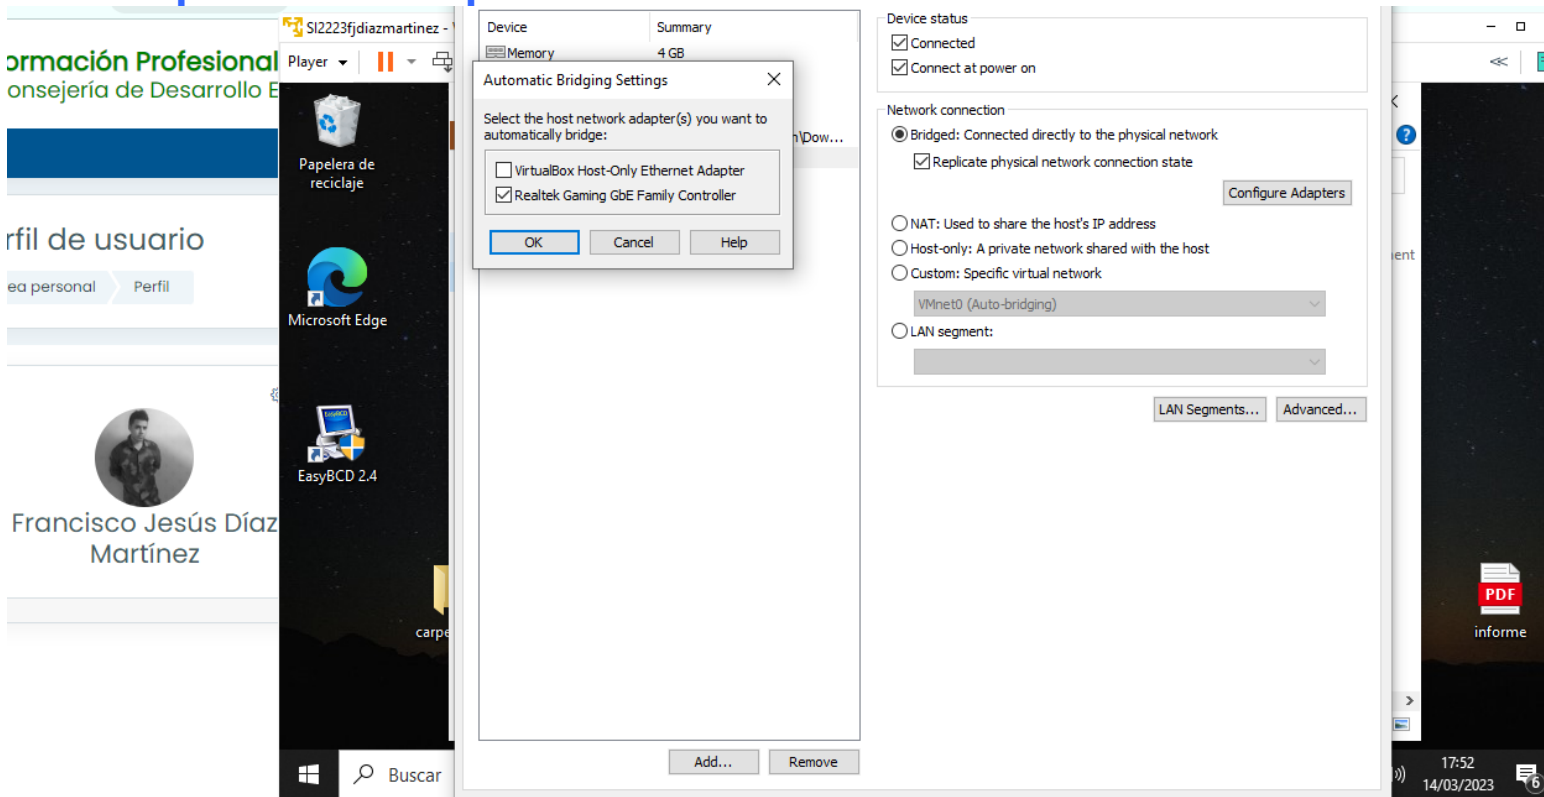 SI2223fjdiazmartinez -
ormación Profesional
onsejería de Desarrollo E
rfil de usuario
ea personal
Perfil
Francisco Jesús Díaz
Martínez
Player
Papelera de
reciclaje
Microsoft Edge
EasyBCD
EasyBCD 2.4
carpe
Buscar
Device
Summary
Memory
4 GB
n\Dow...
Automatic Bridging Settings
Select the host network adapter(s) you want to
automatically bridge:
VirtualBox Host-Only Ethernet Adapter
Realtek Gaming GbE Family Controller
OK
Cancel
Help
Add...
Remove
Device status
Connected
Connect at power on
Network connection
Bridged: Connected directly to the physical network
Replicate physical network connection state
Configure Adapters
NAT: Used to share the host's IP address
Host-only: A private network shared with the host
Custom: Specific virtual network
VMnet0 (Auto-bridging)
LAN segment:
LAN Segments...
Advanced...
?
ent
PDF
informe
17:52
14/03/2023
6